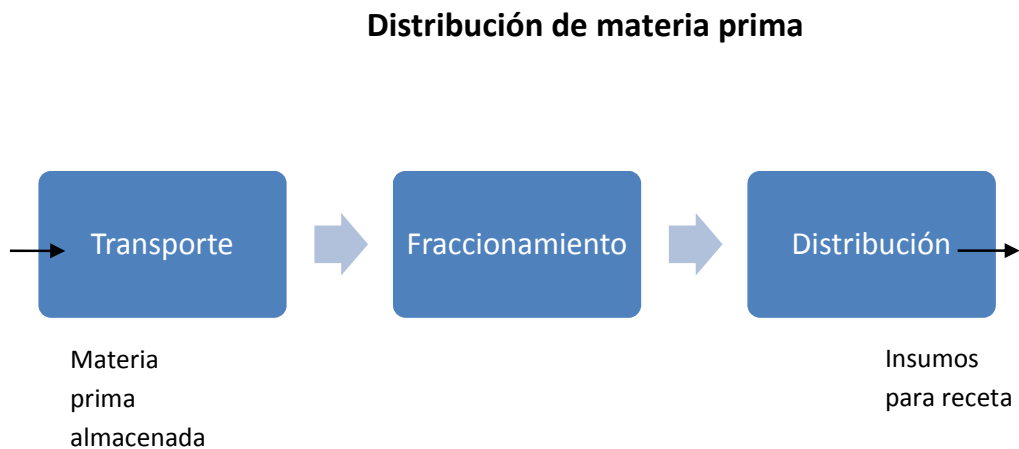 Distribución de materia prima
Transporte
Fraccionamiento
Distribución
Materia
prima
almacenada
Insumos
para receta